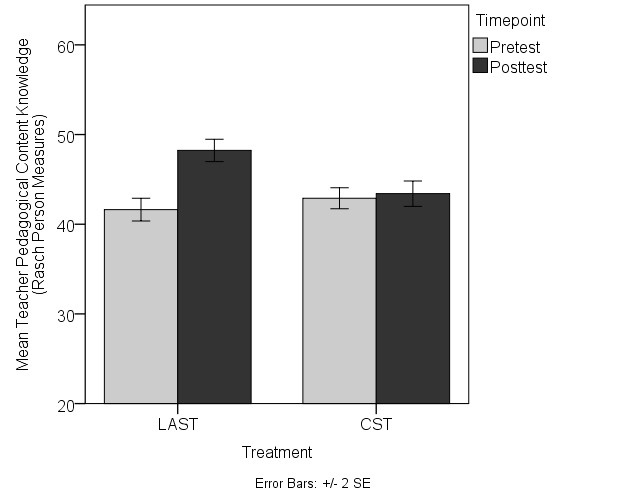 Timepoint
Pretest
Posttest
Mean Teacher Pedagogical Content Knowledge
(Rasch Person Measures)
60
50
40
30
20
LAST
CST
Treatment
Error Bars: +/- 2 SE